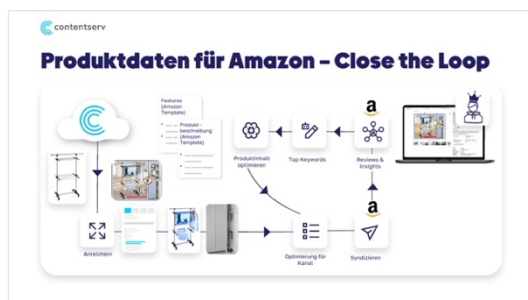 contentserv
Produktdaten für Amazon – Close the Loop
Features
(Amazon
Template)
Produkt-
beschreibung
(Amazon
Template)
Produktinhalt
optimieren
Top Keywords
Reviews &
Insights
Anreichern
Optimierung für
Kanal
Syndizieren